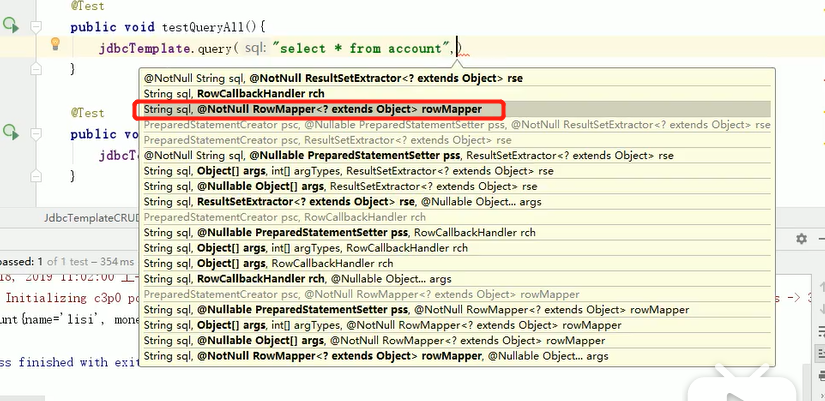 @Test
public void testQueryAll(){
jdbcTemplate.query( sql: "select * from account",)
}
@NotNull String sql, @NotNull ResultSetExtractor<? extends Object> rse
String sql, RowCallbackHandler rch
String sql, @NotNull RowMapper<? extends Object> rowMapper
PreparedStatementCreator psc, @Nullable PreparedStatementSetter pss, @NotNull ResultSetExtractor<? extends Object> rse
PreparedStatementCreator psc, ResultSetExtractor<? extends Object> rse
@NotNull String sql, @Nullable PreparedStatementSetter pss, ResultSetExtractor<? extends Object> rse
String sql, Object[] args, int[] argTypes, ResultSetExtractor<? extends Object> rse
String sql, @Nullable Object[] args, ResultSetExtractor<? extends Object> rse
String sql, ResultSetExtractor<? extends Object> rse, @Nullable Object... args
PreparedStatementCreator psc, RowCallbackHandler rch
String sql, @Nullable PreparedStatementSetter pss, RowCallbackHandler rch
String sql, Object[] args, int[] argTypes, RowCallbackHandler rch
String sql, Object[] args, RowCallbackHandler rch
String sql, RowCallbackHandler rch, @Nullable Object... args
PreparedStatementCreator psc, @NotNull RowMapper<? extends Object> rowMapper
String sql, @Nullable PreparedStatementSetter pss, @NotNull RowMapper<? extends Object> rowMapper
String sql, Object[] args, int[] argTypes, @NotNull RowMapper<? extends Object> rowMapper
String sql, @Nullable Object[] args, @NotNull RowMapper<? extends Object> rowMapper
String sql, @NotNull RowMapper<? extends Object> rowMapper, @Nullable Object... args
@Test
public vo
jdbcTe
}
JdbcTemplateCRUD
passed: 1 of 1 test – 354 ms
18, 2019 11:02:00 上
Initializing c3p0 po
s -> 3
unt{name='lisi', mone
ss finished with exit